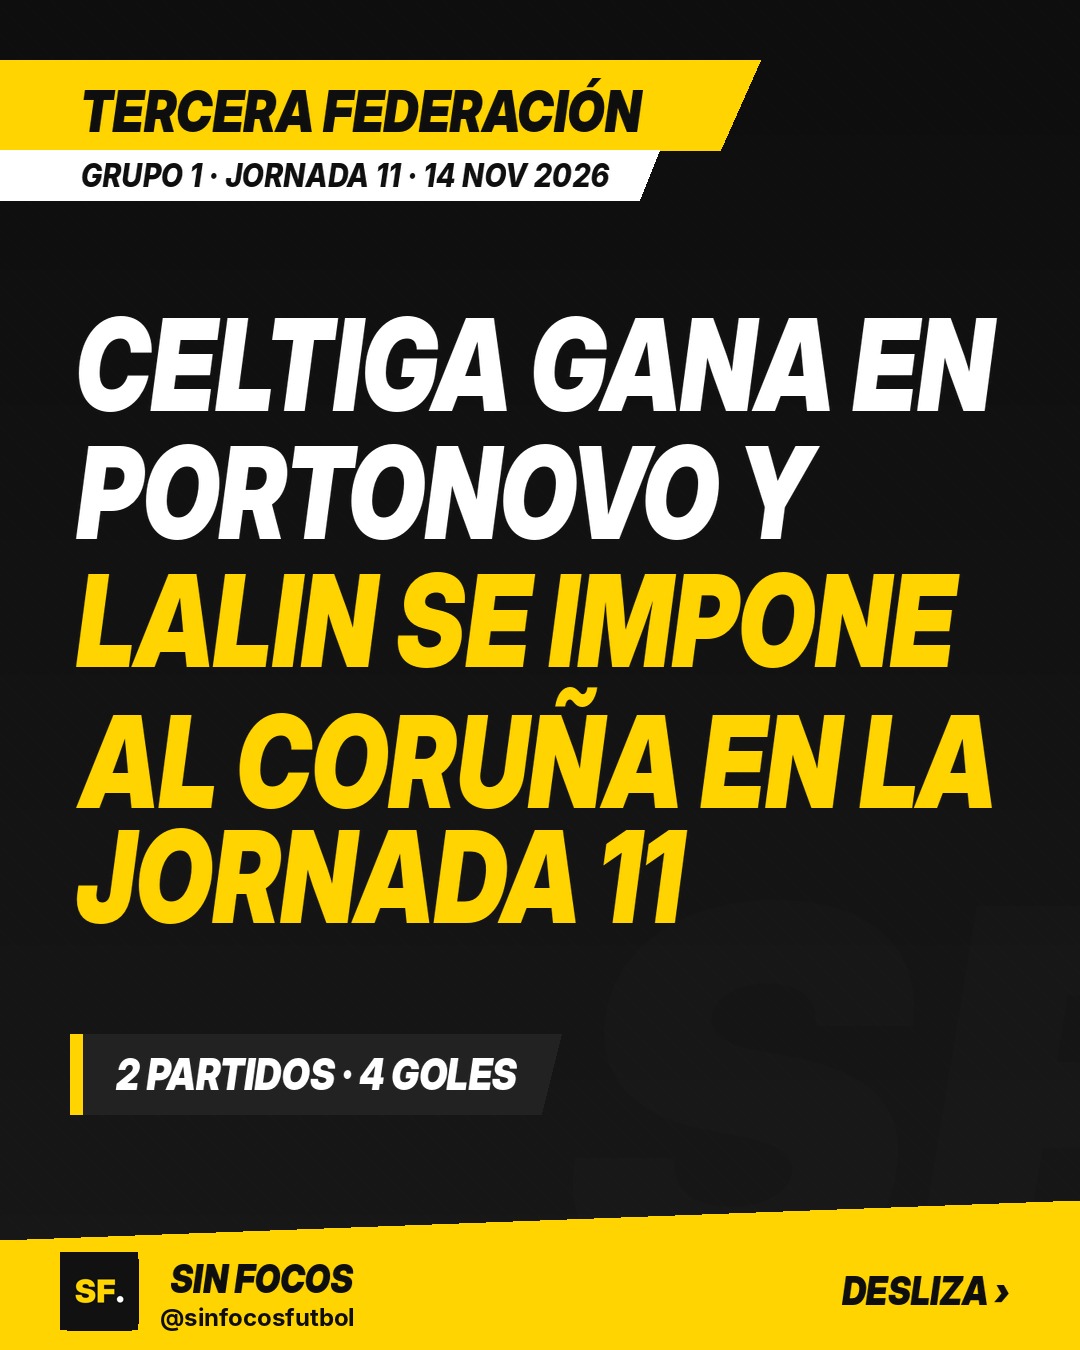 TERCERA FEDERACIÓN
GRUPO 1 · JORNADA 11 · 14 NOV 2026
CELTIGA GANA EN
PORTONOVO Y
LALIN SE IMPONE
AL CORUÑA EN LA
JORNADA 11
2 PARTIDOS · 4 GOLES
SF.
SIN FOCOS
@sinfocosfutbol
DESLIZA ›